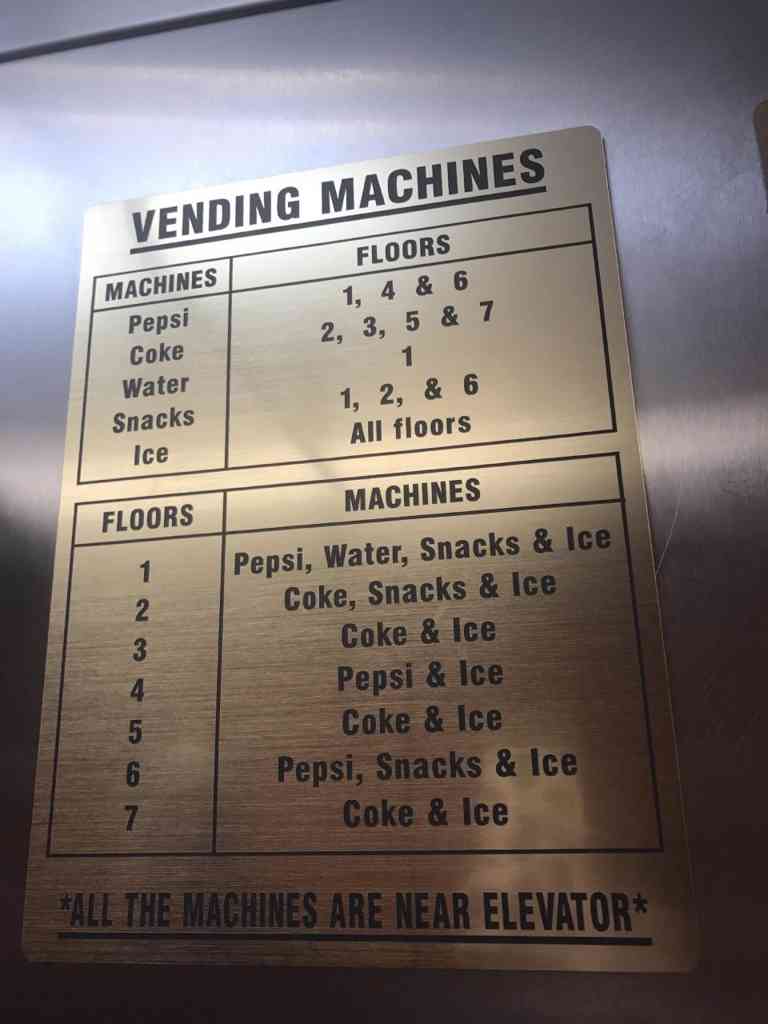 VENDING MACHINES
MACHINES FLOORS
Pepsi 1, 4 & 6
Coke 2, 3, 5 & 7
Water 1
Snacks 1, 2, & 6
Ice All floors
FLOORS MACHINES
1 Pepsi, Water, Snacks & Ice
2 Coke, Snacks & Ice
3 Coke & Ice
4 Pepsi & Ice
5 Coke & Ice
6 Pepsi, Snacks & Ice
7 Coke & Ice
*ALL THE MACHINES ARE NEAR ELEVATOR*